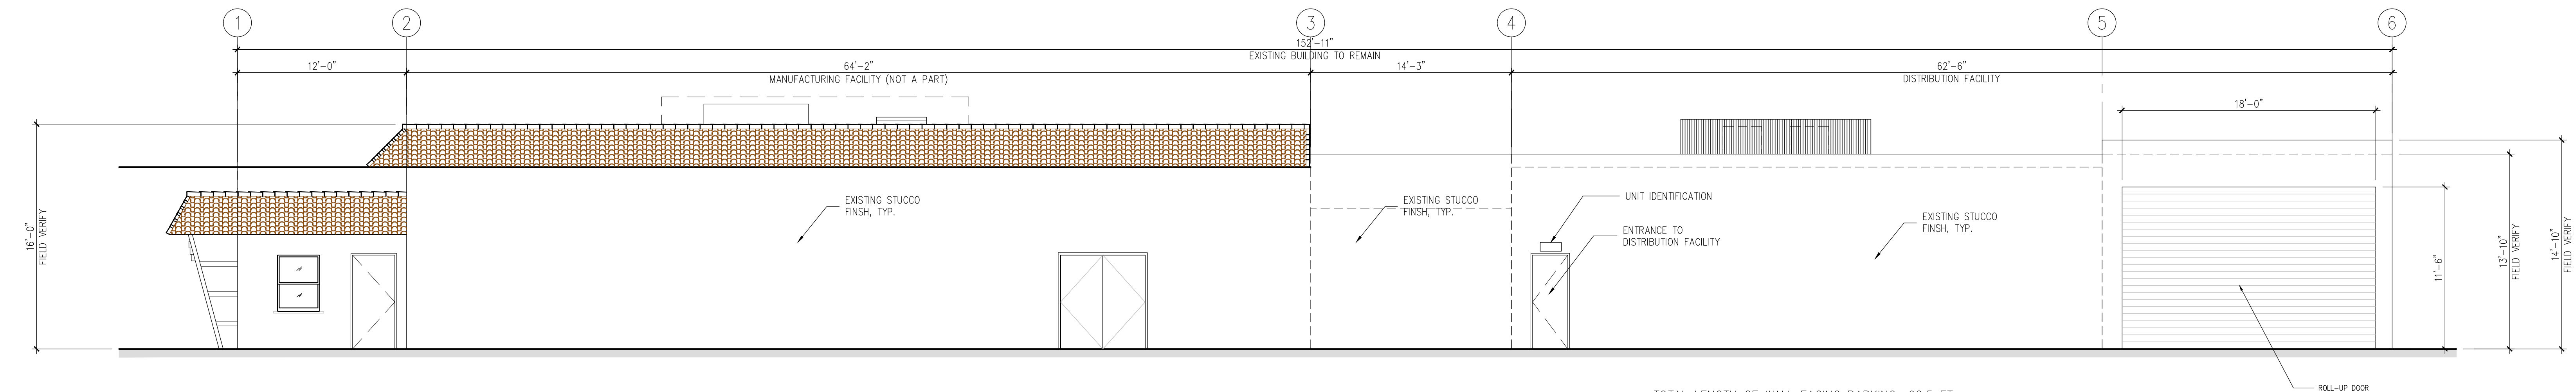 1 2 3 4 5 6
152'-11"
EXISTING BUILDING TO REMAIN
12'-0" 64'-2" 14'-3" 62'-6"
MANUFACTURING FACILITY (NOT A PART) DISTRIBUTION FACILITY
18'-0"
16'-0"
FIELD VERIFY
EXISTING STUCCO
FINSH, TYP.
EXISTING STUCCO
FINSH, TYP.
UNIT IDENTIFICATION
ENTRANCE TO
DISTRIBUTION FACILITY
EXISTING STUCCO
FINSH, TYP.
11'-6"
13'-10"
FIELD VERIFY
14'-10"
FIELD VERIFY
ROLL-UP DOOR